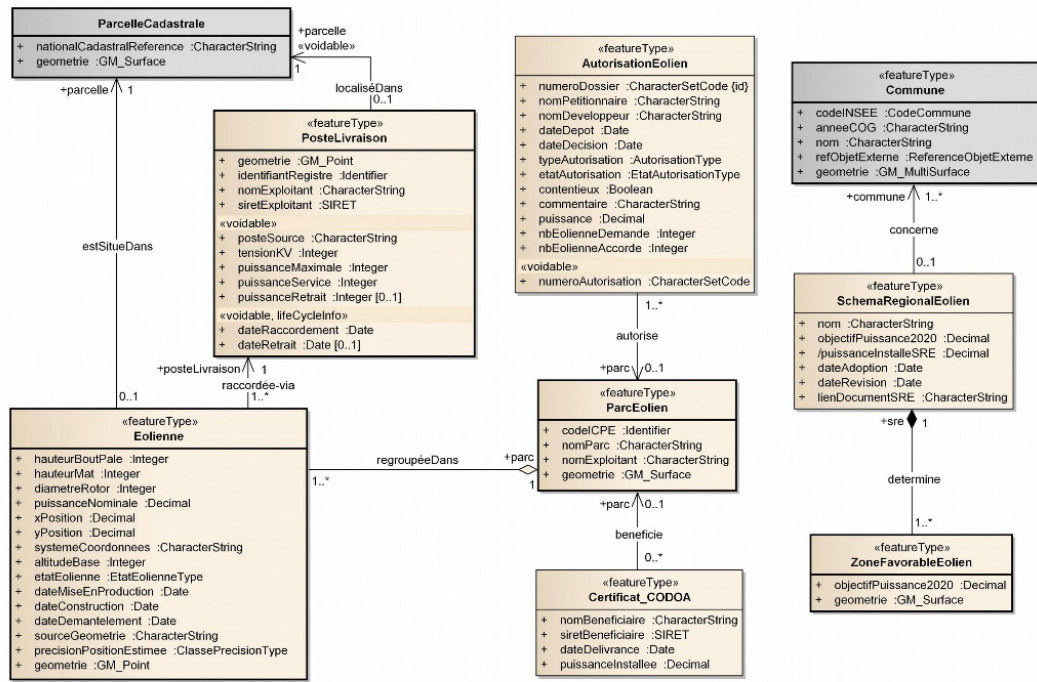 ParcelleCadastrale
+ nationalCadastralReference :CharacterString
+ geometrie :GM_Surface
+parcelle 1
+parcelle
«voidable»
1
localiséDans
0..1
«featureType»
PosteLivraison
+ geometrie :GM_Point
+ identifiantRegistre :Identifier
+ nomExploitant :CharacterString
+ siretExploitant :SIRET
«voidable»
+ posteSource :CharacterString
+ tensionKV :Integer
+ puissanceMaximale :Integer
+ puissanceService :Integer
+ puissanceRetrait :Integer [0..1]
«voidable, lifeCycleInfo»
+ dateRaccordement :Date
+ dateRetrait :Date [0..1]
estSitueDans
0..1
+posteLivraison 1
raccordée-via
1..*
«featureType»
Eolienne
+ hauteurBoutPale :Integer
+ hauteurMat :Integer
+ diametreRotor :Integer
+ puissanceNominale :Decimal
+ xPosition :Decimal
+ yPosition :Decimal
+ systemeCoordonnees :CharacterString
+ altitudeBase :Integer
+ etatEolienne :EtatEolienneType
+ dateMiseEnProduction :Date
+ dateConstruction :Date
+ dateDemantelement :Date
+ sourceGeometrie :CharacterString
+ precisionPositionEstimee :ClassePrecisionType
+ geometrie :GM_Point
regroupéeDans
1..*
+parc
1
«featureType»
AutorisationEolien
+ numeroDossier :CharacterSetCode {id}
+ nomPetitionnaire :CharacterString
+ nomDeveloppeur :CharacterString
+ dateDepot :Date
+ dateDecision :Date
+ typeAutorisation :AutorisationType
+ etatAutorisation :EtatAutorisationType
+ contentieux :Boolean
+ commentaire :CharacterString
+ puissance :Decimal
+ nbEolienneDemande :Integer
+ nbEolienneAccorde :Integer
«voidable»
+ numeroAutorisation :CharacterSetCode
1..*
autorise
+parc 0..1
«featureType»
ParcEolien
+ codeICPE :Identifier
+ nomParc :CharacterString
+ nomExploitant :CharacterString
+ geometrie :GM_Surface
+parc 0..1
beneficie
0..*
«featureType»
Certificat_CODOA
+ nomBeneficiaire :CharacterString
+ siretBeneficiaire :SIRET
+ dateDelivrance :Date
+ puissanceInstallee :Decimal
«featureType»
Commune
+ codeINSEE :CodeCommune
+ anneeCOG :CharacterString
+ nom :CharacterString
+ refObjetExterne :ReferenceObjetExterne
+ geometrie :GM_MultiSurface
+commune 1..*
concerne
0..1
«featureType»
SchemaRegionalEolien
+ nom :CharacterString
+ objectifPuissance2020 :Decimal
+ /puissanceInstalleSRE :Decimal
+ dateAdoption :Date
+ dateRevision :Date
+ lienDocumentSRE :CharacterString
+sre 1
determine
1..*
«featureType»
ZoneFavorableEolien
+ objectifPuissance2020 :Decimal
+ geometrie :GM_Surface